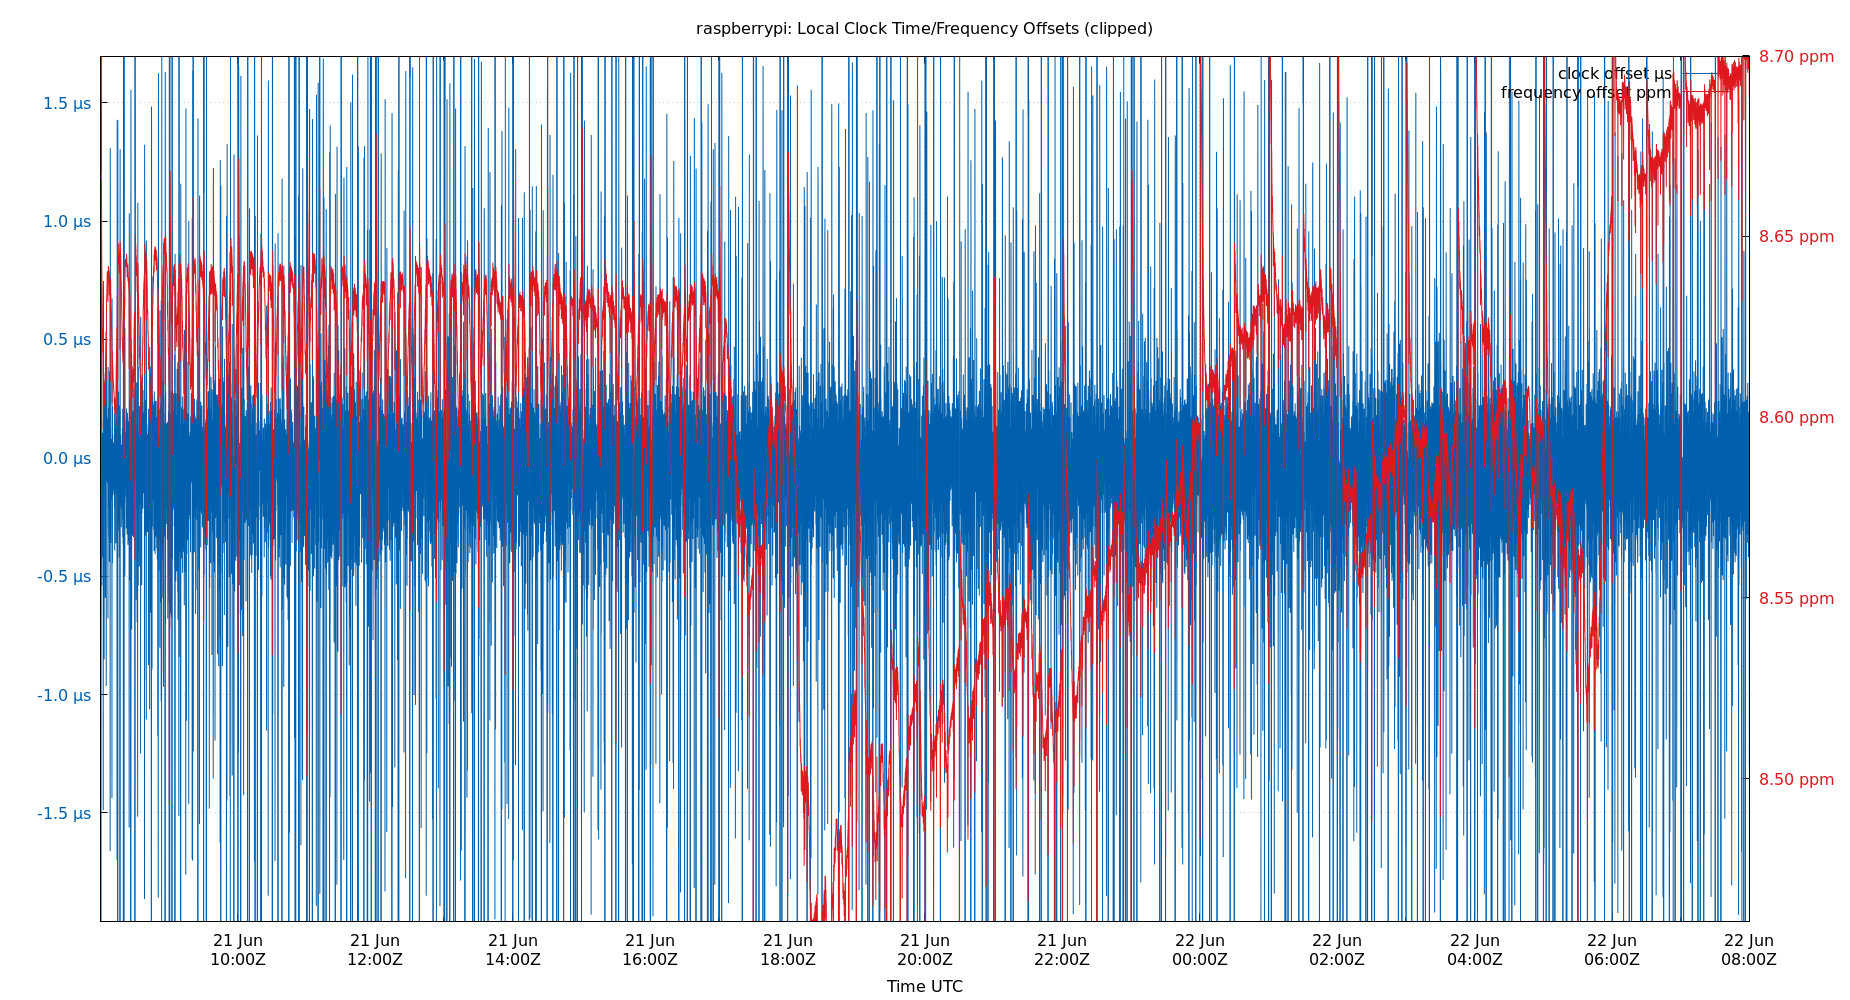 raspberrypi: Local Clock Time/Frequency Offsets (clipped)
8.70 ppm
clock offset µs
frequency offset ppm
1.5 µs
1.0 µs
8.65 ppm
0.5 µs
8.60 ppm
0.0 µs
-0.5 µs
8.55 ppm
-1.0 µs
8.50 ppm
-1.5 µs
21 Jun 21 Jun 21 Jun 21 Jun 21 Jun 21 Jun 21 Jun 22 Jun 22 Jun 22 Jun 22 Jun 22 Jun
10:00Z 12:00Z 14:00Z 16:00Z 18:00Z 20:00Z 22:00Z 00:00Z 02:00Z 04:00Z 06:00Z 08:00Z
Time UTC